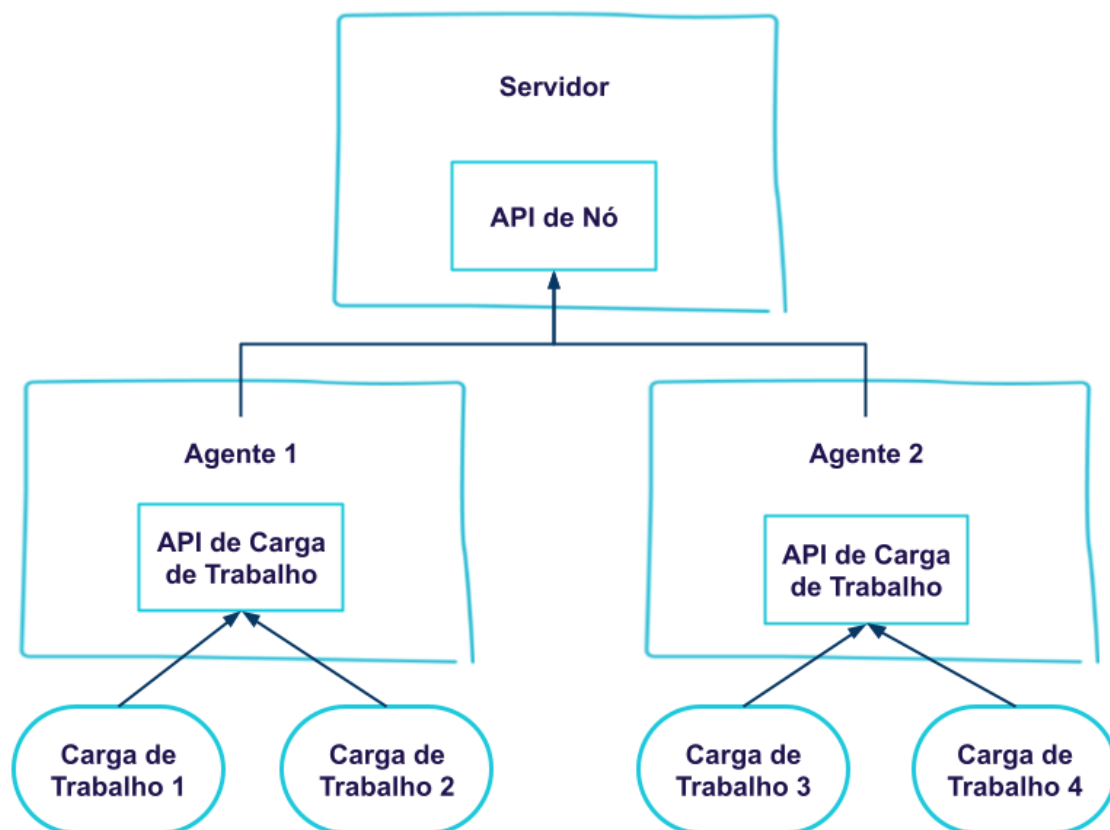 Servidor
API de Nó
Agente 1
API de Carga
de Trabalho
Agente 2
API de Carga
de Trabalho
Carga de
Trabalho 1
Carga de
Trabalho 2
Carga de
Trabalho 3
Carga de
Trabalho 4